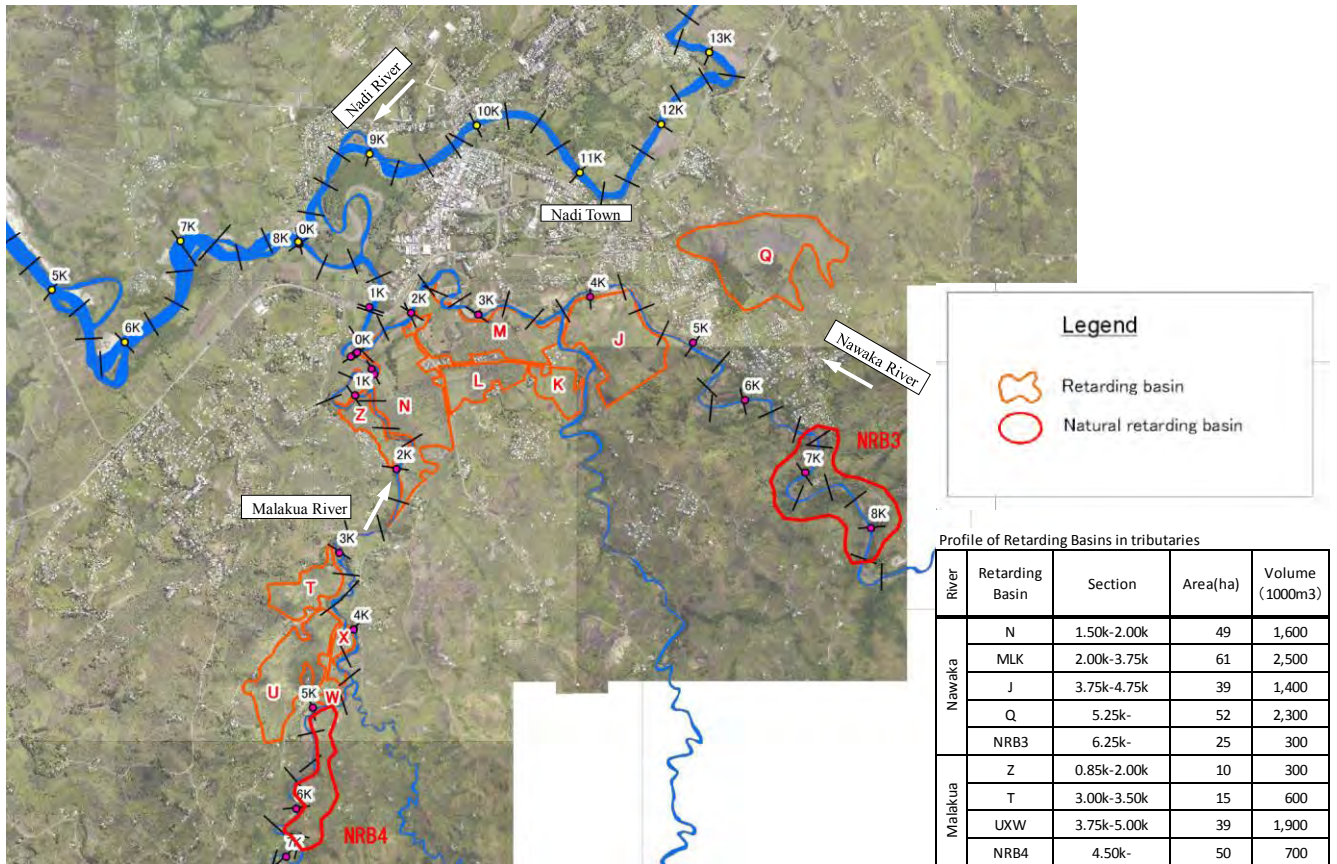 13K
Nadi River
10K
12K
9K
11K
Nadi Town
7K
0K
8K
Q
5K
4K
1K
2K
3K
5K
6K
M
J
Nawaka River
0K
L
K
6K
1K
Z
N
NRB3
2K
7K
Malakua River
8K
3K
T
4K
X
U
5K
W
6K
NRB4
7K
Legend
Retarding basin
Natural retarding basin
Profile of Retarding Basins in tributaries
River Retarding Basin Section Area(ha) Volume (1000m3)
Nawaka
N 1.50k-2.00k 49 1,600
MLK 2.00k-3.75k 61 2,500
J 3.75k-4.75k 39 1,400
Q 5.25k- 52 2,300
NRB3 6.25k- 25 300
Malakua
Z 0.85k-2.00k 10 300
T 3.00k-3.50k 15 600
UXW 3.75k-5.00k 39 1,900
NRB4 4.50k- 50 700